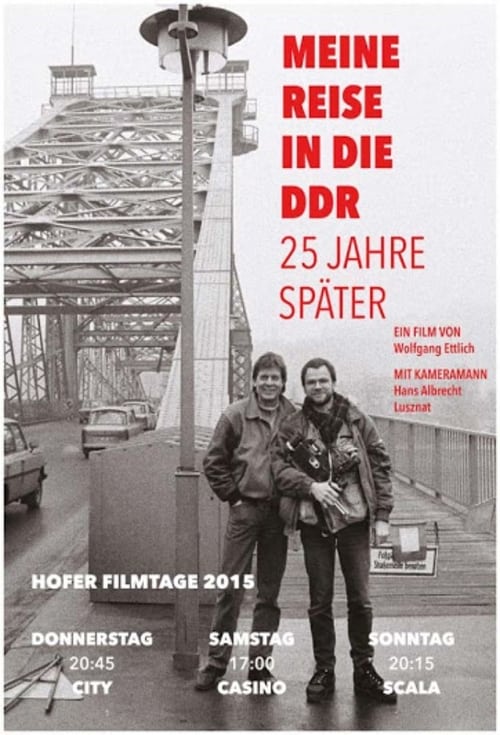 MEINE
REISE
IN DIE
DDR
25 JAHRE
SPÄTER
EIN FILM VON
Wolfgang Ettlich
MIT KAMERAMANN
Hans Albrecht
Lusznat
benutzen
HOFER FILMTAGE 2015
DONNERSTAG SAMSTAG SONNTAG
20:45 17:00 20:15
CITY CASINO SCALA